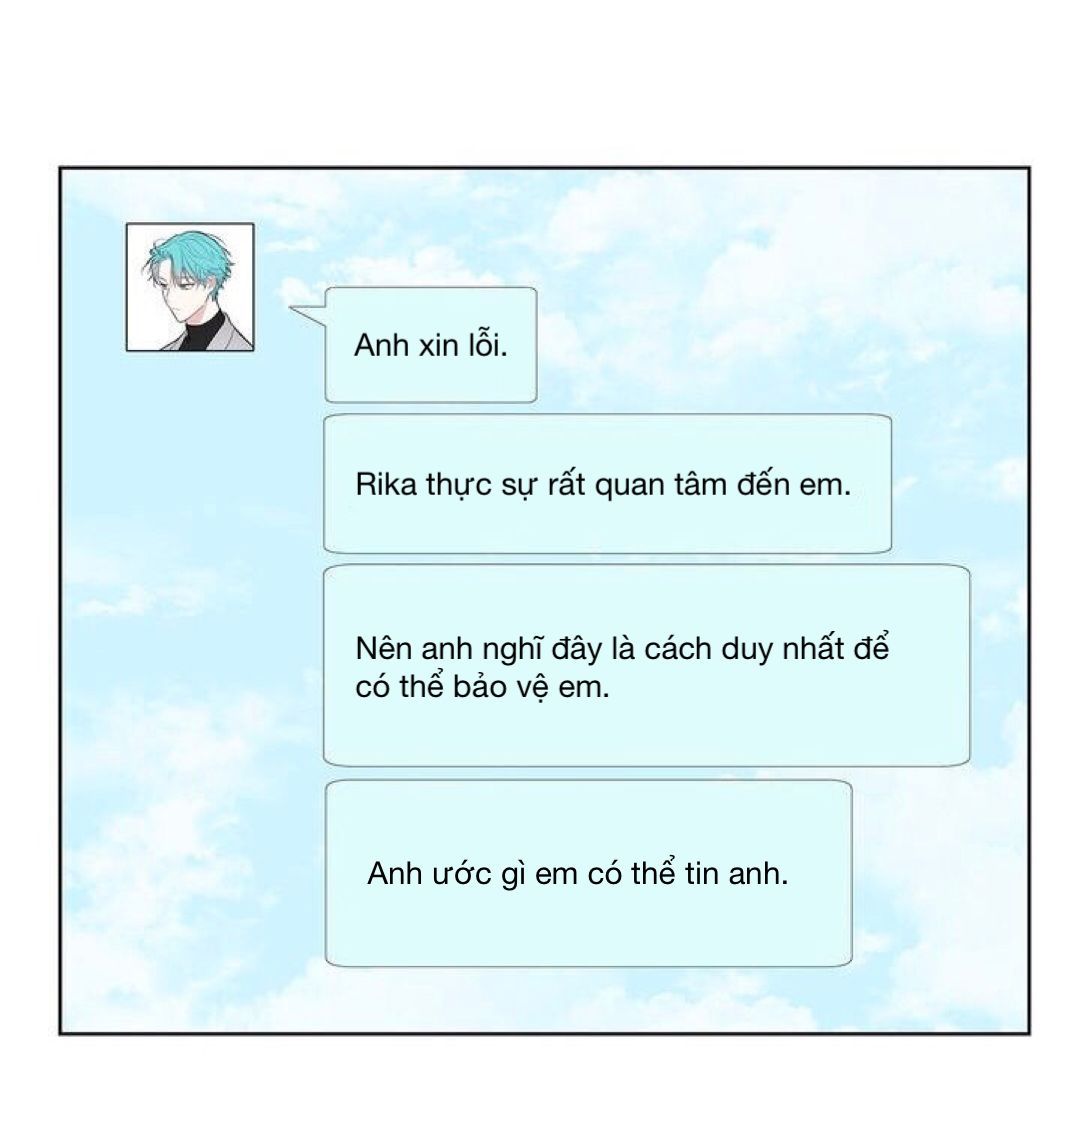 Anh xin lỗi.
Rika thực sự rất quan tâm đến em.
Nên anh nghĩ đây là cách duy nhất để
có thể bảo vệ em.
Anh ước gì em có thể tin anh.